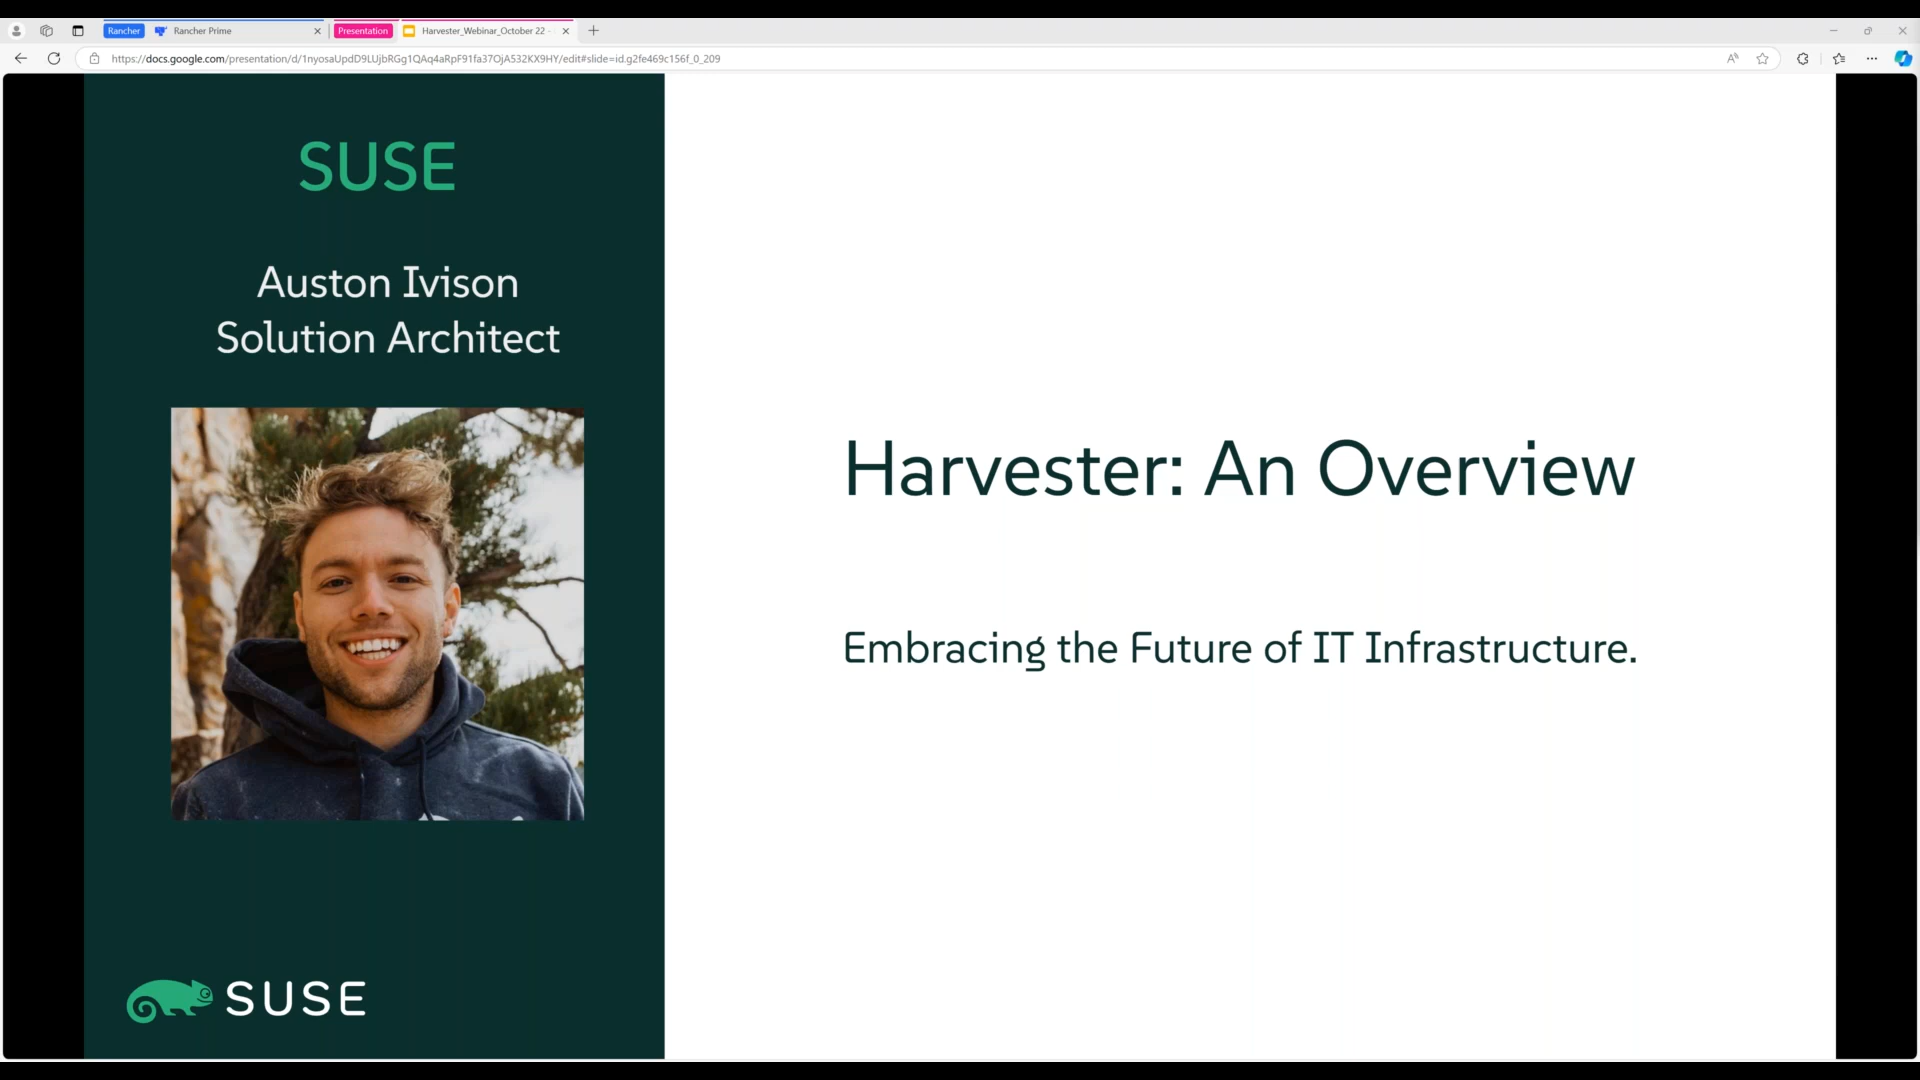 Rancher
Rancher Prime
Presentation
Harvester_Webinar_October 22 -
https://docs.google.com/presentation/d/1nyosaUpdD9LUjbRGg1QAq4aRpF91fa37OjA532KX9HY/edit#slide=id.g2fe469c156f_0_209
SUSE
Auston Ivison
Solution Architect
Harvester: An Overview
Embracing the Future of IT Infrastructure.
SUSE